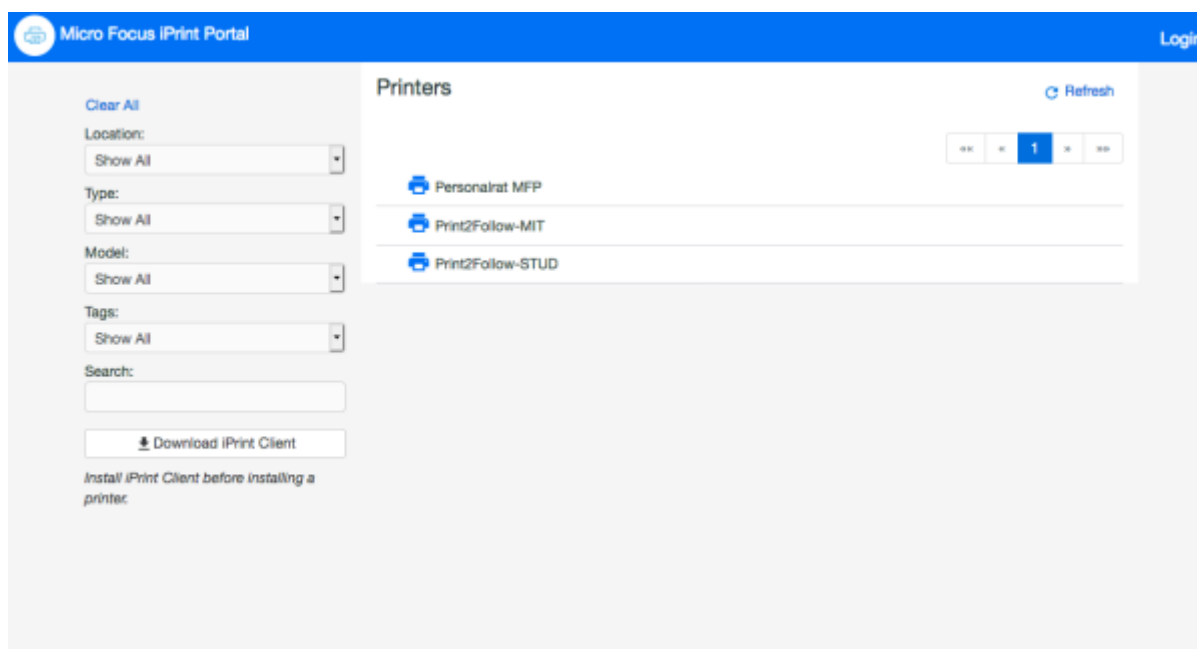 Micro Focus iPrint Portal
Login
Clear All
Location:
Show All
Type:
Show All
Model:
Show All
Tags:
Show All
Search:
Download iPrint Client
Install iPrint Client before installing a
printer.
Printers
Refresh
«« « 1 » »»
Personalrat MFP
Print2Follow-MIT
Print2Follow-STUD